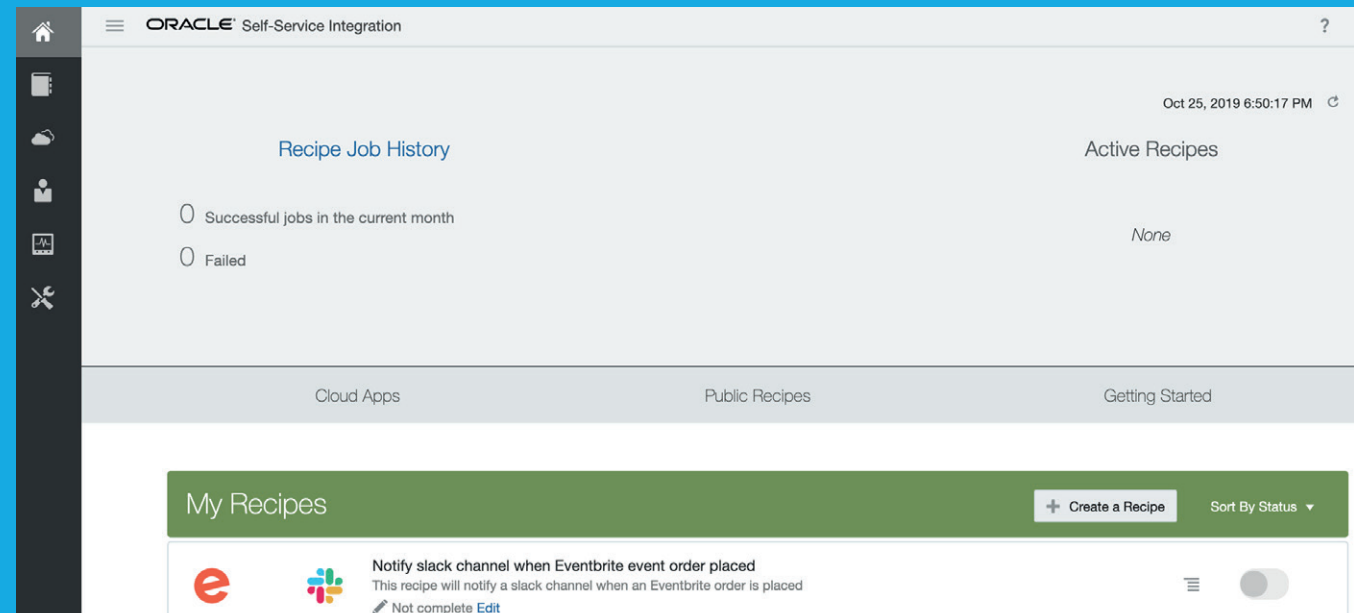 ORACLE Self-Service Integration
?
Oct 25, 2019 6:50:17 PM
Recipe Job History
Active Recipes
0 Successful jobs in the current month
None
0 Failed
Cloud Apps
Public Recipes
Getting Started
My Recipes
+ Create a Recipe
Sort By Status
Notify slack channel when Eventbrite event order placed
This recipe will notify a slack channel when an Eventbrite order is placed
Not complete Edit